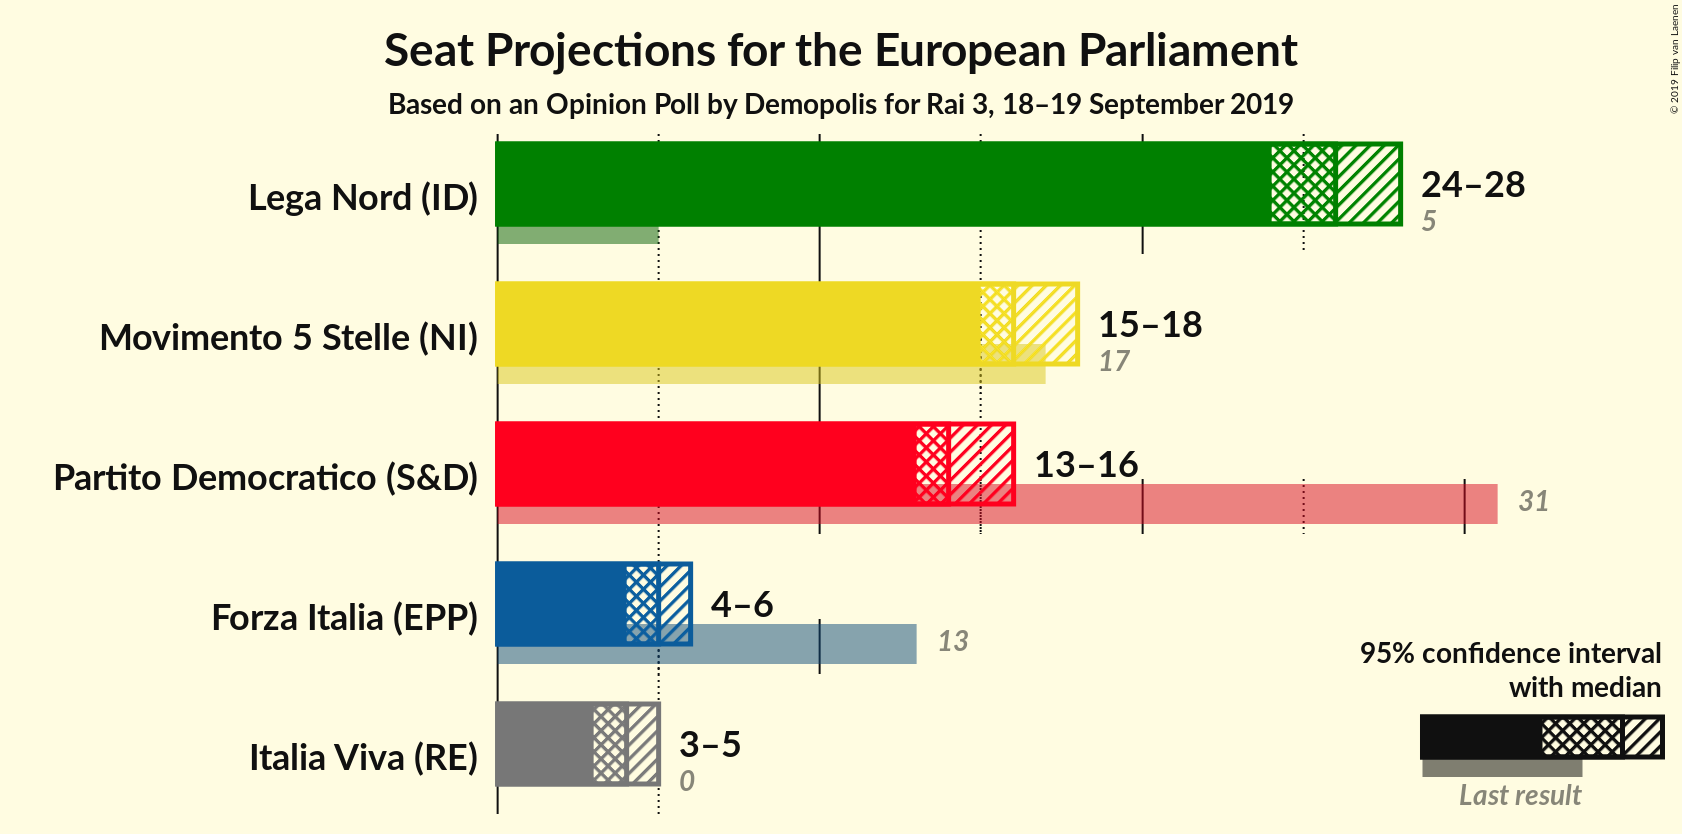 Seat Projections for the European Parliament
Based on an Opinion Poll by Demopolis for Rai 3, 18–19 September 2019
© 2019 Filip van Laenen
Lega Nord (ID)
24–28
5
Movimento 5 Stelle (NI)
15–18
17
Partito Democratico (S&D)
13–16
31
Forza Italia (EPP)
4–6
13
Italia Viva (RE)
3–5
0
95% confidence interval
with median
Last result